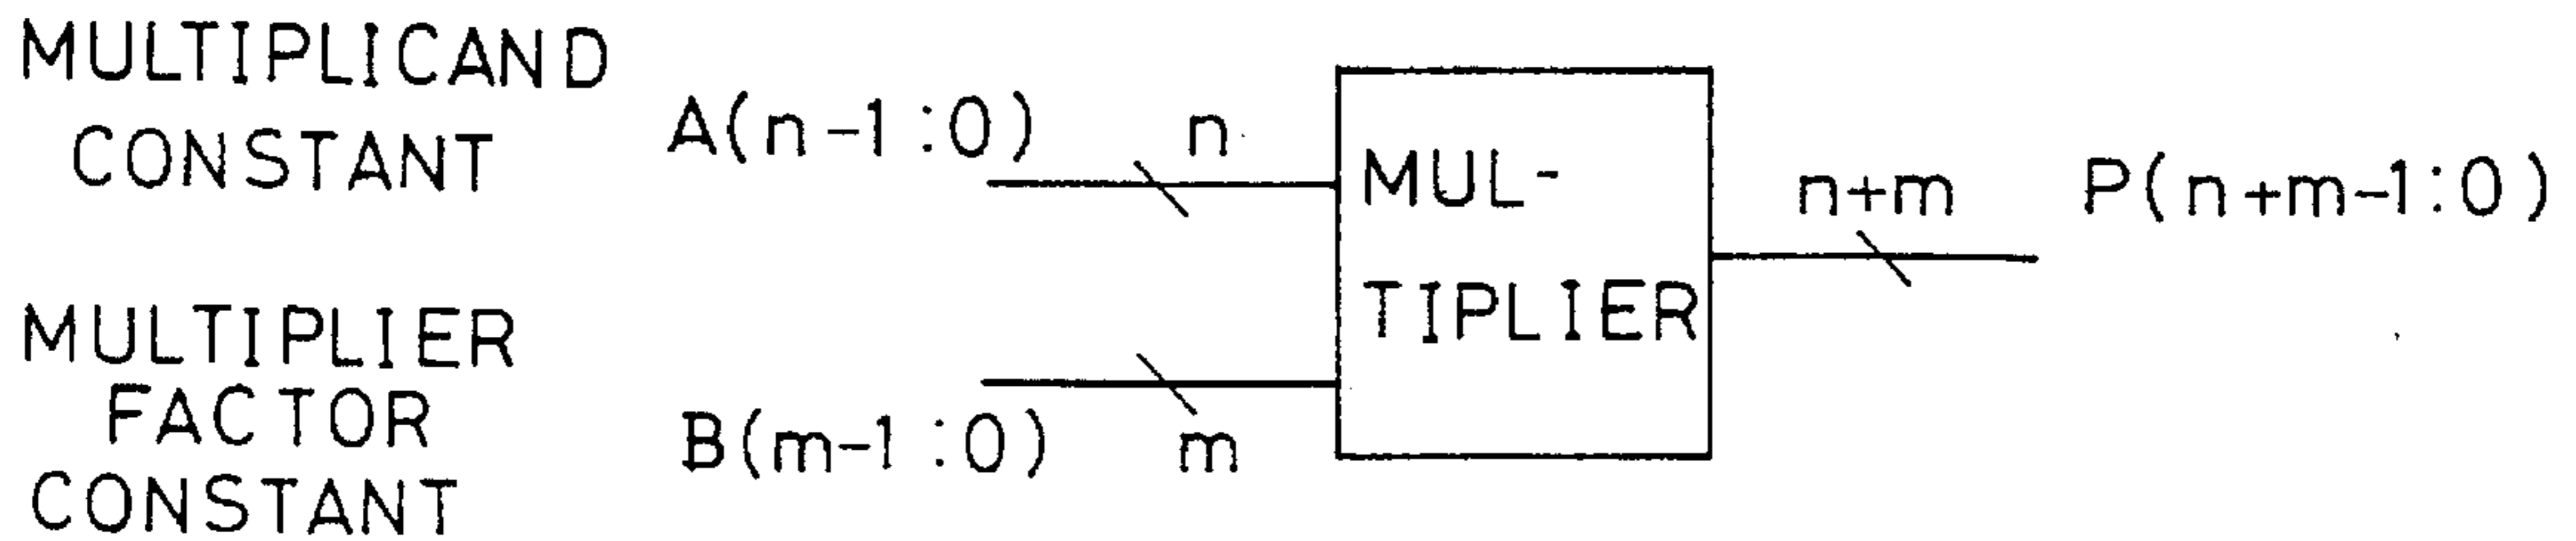 MULTIPLICAND
CONSTANT
A(n-1:0)
n
MULTIPLIER
FACTOR
CONSTANT
B(m-1:0)
m
MUL-
TIPLIER
n+m
P(n+m-1:0)